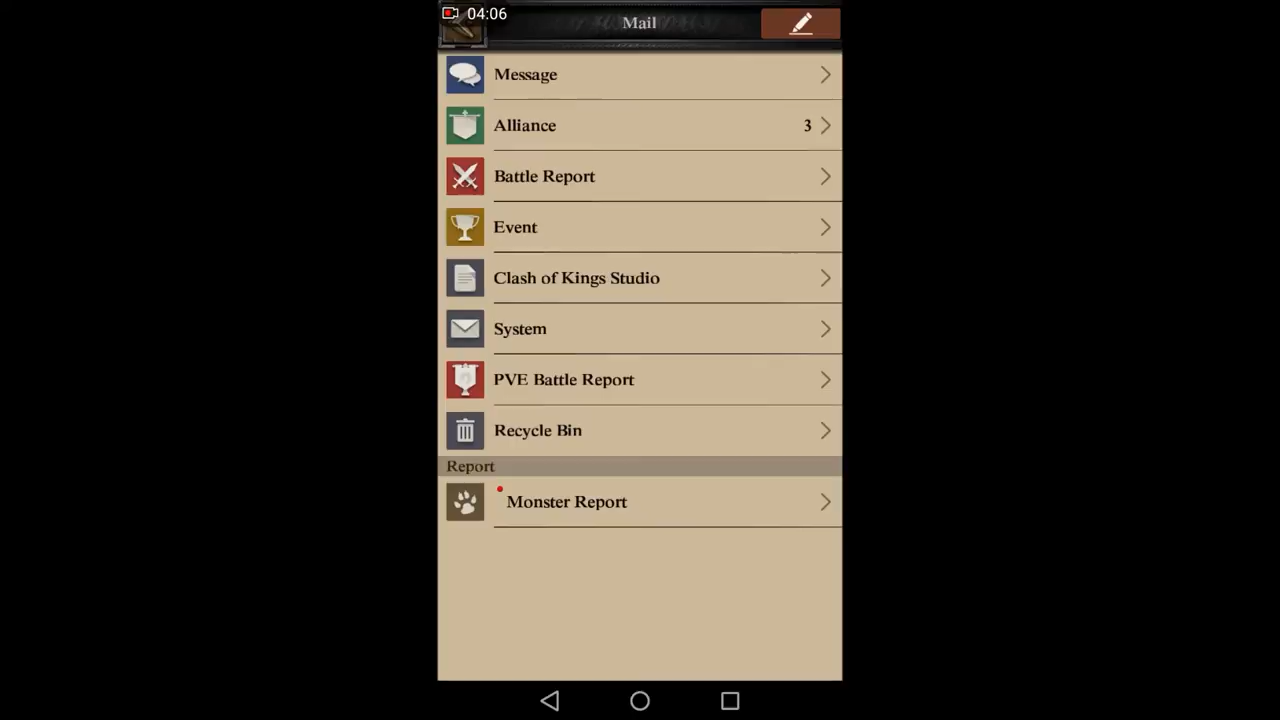 04:06
Mail
Message
Alliance 3
Battle Report
Event
Clash of Kings Studio
System
PVE Battle Report
Recycle Bin
Report
Monster Report